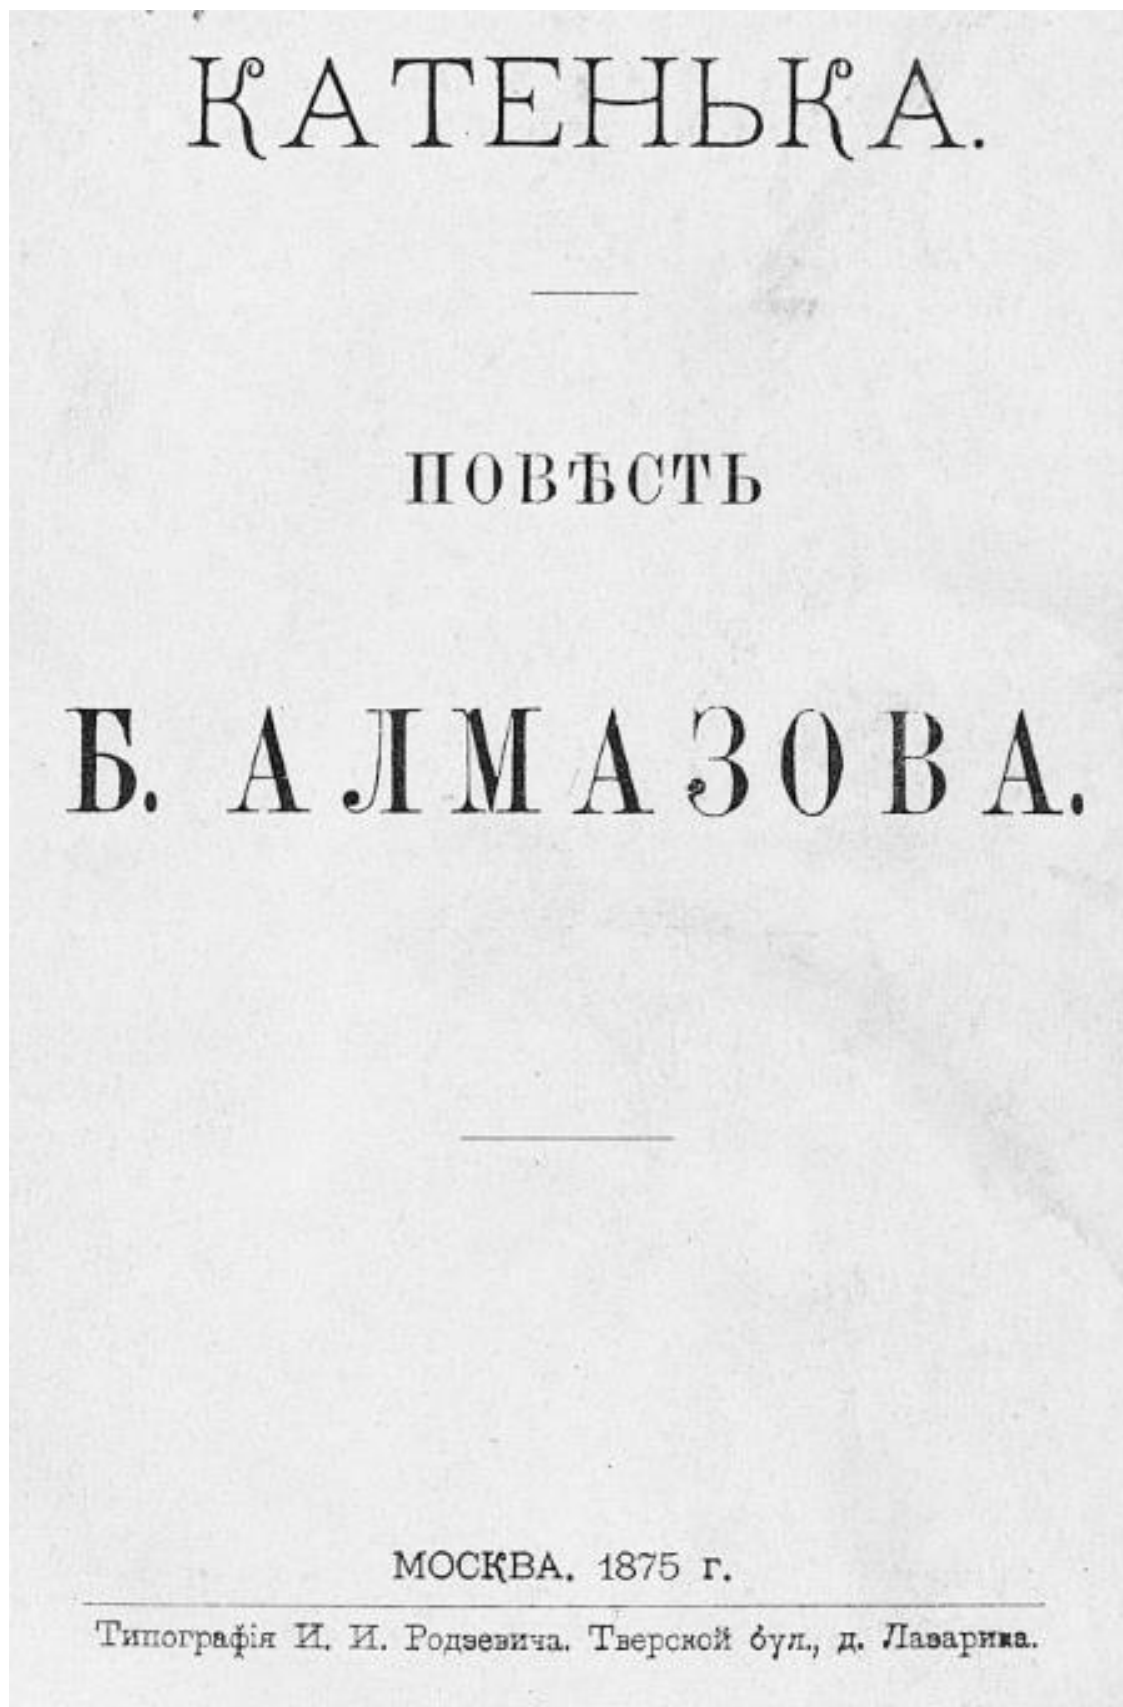 КАТЕНЬКА.
ПОВѢСТЬ
Б. АЛМАЗОВА.
МОСКВА. 1875 г.
Типографія И. И. Родзевича. Тверской бул., д. Лазарика.